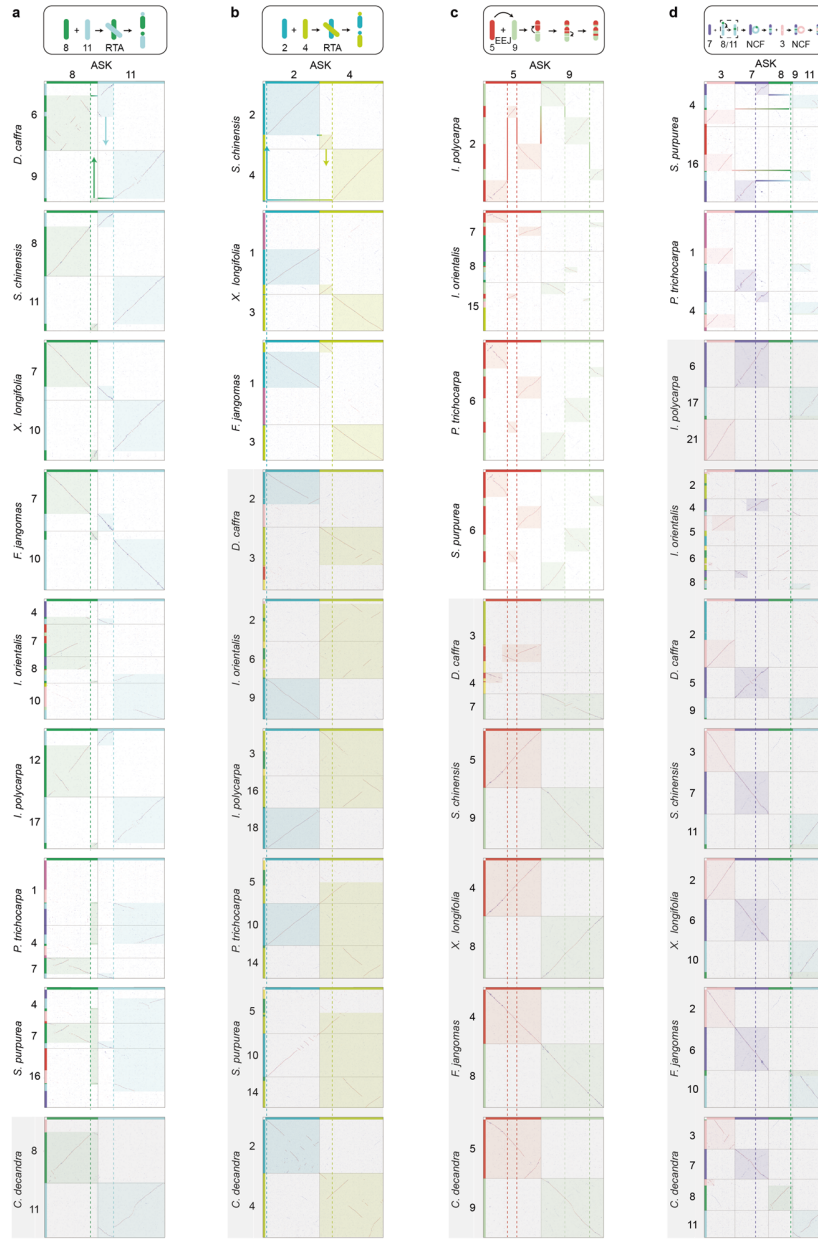 a
8 + 11 RTA
ASK
8 11
D. caffra
6
9
S. chinensis
8
11
X. longifolia
7
10
F. jangomas
7
10
I. orientalis
4
7
8
10
I. polycarpa
12
17
P. trichocarpa
1
4
7
S. purpurea
4
7
16
C. decandra
8
11
b
2 + 4 RTA
ASK
2 4
S. chinensis
2
4
X. longifolia
1
3
F. jangomas
1
3
D. caffra
2
3
I. orientalis
2
6
9
I. polycarpa
3
16
18
P. trichocarpa
5
10
14
S. purpurea
5
10
14
C. decandra
2
4
c
5 + 9 EEJ
ASK
5 9
I. polycarpa
2
I. orientalis
7
8
15
P. trichocarpa
6
S. purpurea
6
D. caffra
3
4
7
S. chinensis
5
9
X. longifolia
4
8
F. jangomas
4
8
C. decandra
5
9
d
7 + 8/11 NCF + 3 NCF
ASK
3 7 8 9 11
S. purpurea
4
16
P. trichocarpa
1
4
I. polycarpa
6
17
21
I. orientalis
2
4
5
6
8
D. caffra
2
5
9
S. chinensis
3
7
11
X. longifolia
2
6
10
F. jangomas
2
6
10
C. decandra
3
7
8
11